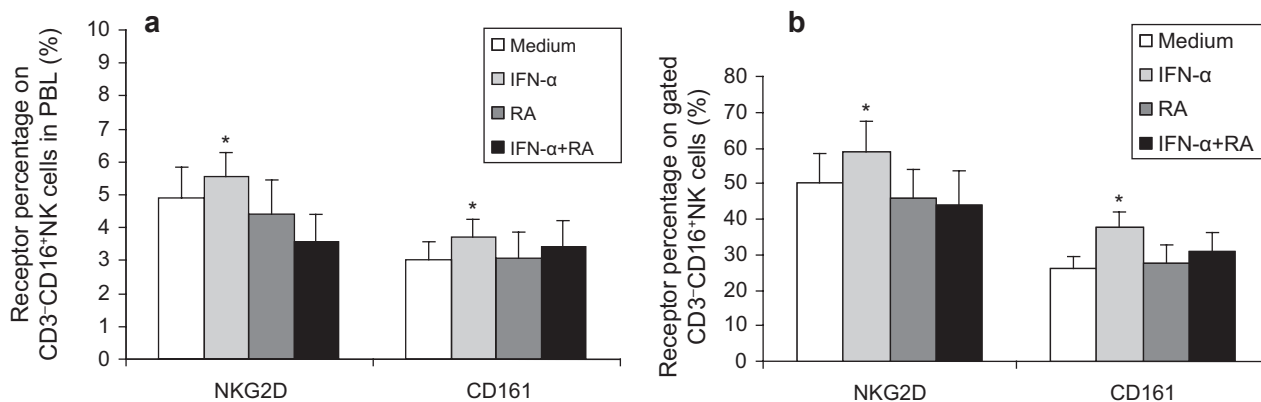 a
Receptor percentage on
CD3⁻CD16⁺NK cells in PBL (%)
10
9
8
7
6
5
4
3
2
1
0
*
*
Medium
IFN-α
RA
IFN-α+RA
NKG2D
CD161
b
Receptor percentage on gated
CD3⁻CD16⁺NK cells (%)
80
70
60
50
40
30
20
10
0
*
*
Medium
IFN-α
RA
IFN-α+RA
NKG2D
CD161